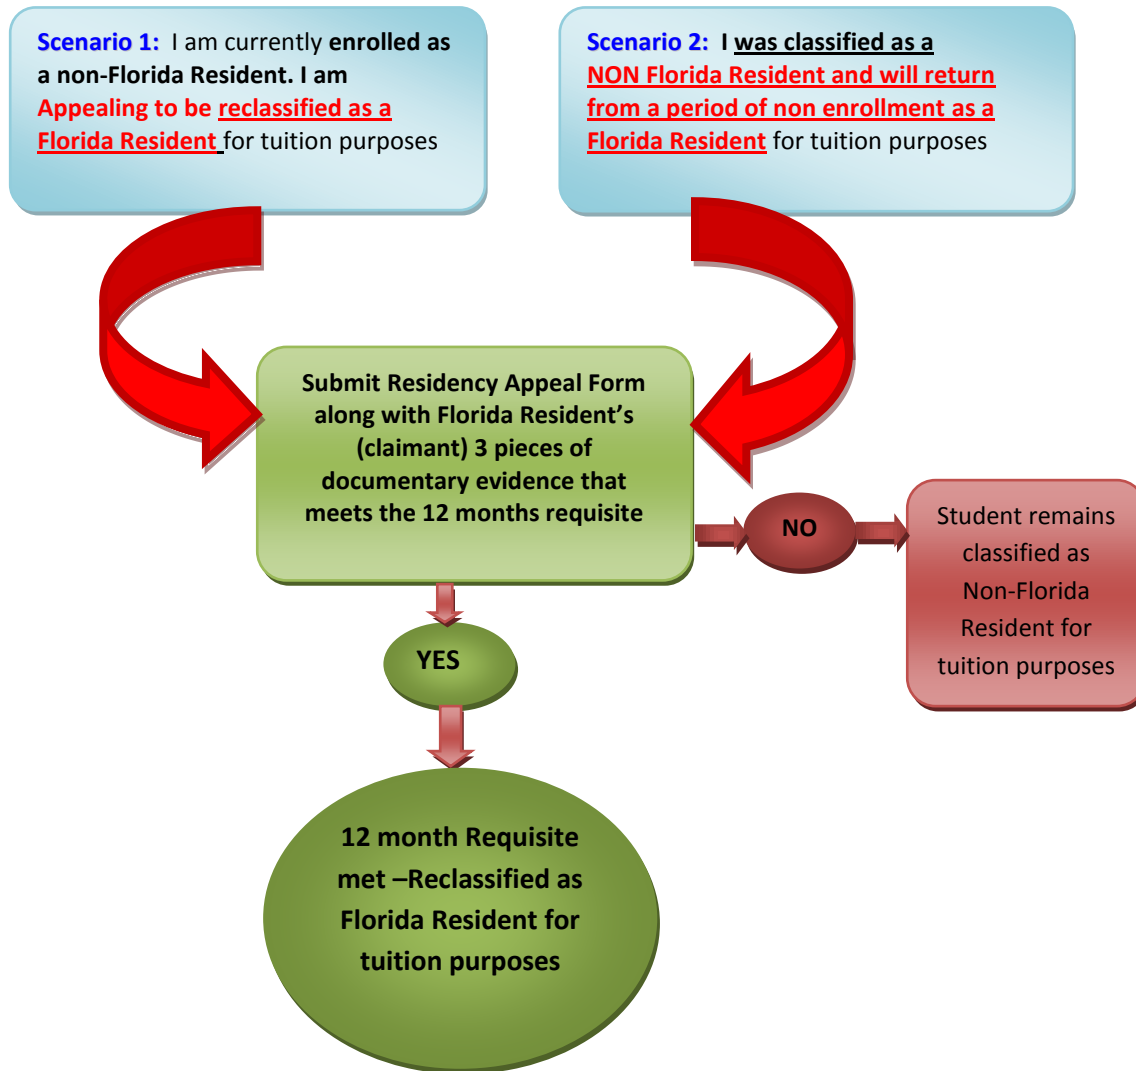 Scenario 1: I am currently enrolled as
a non-Florida Resident. I am
Appealing to be reclassified as a
Florida Resident for tuition purposes
Scenario 2: I was classified as a
NON Florida Resident and will return
from a period of non enrollment as a
Florida Resident for tuition purposes
Submit Residency Appeal Form
along with Florida Resident’s
(claimant) 3 pieces of
documentary evidence that
meets the 12 months requisite
NO
Student remains
classified as
Non-Florida
Resident for
tuition purposes
YES
12 month Requisite
met –Reclassified as
Florida Resident for
tuition purposes